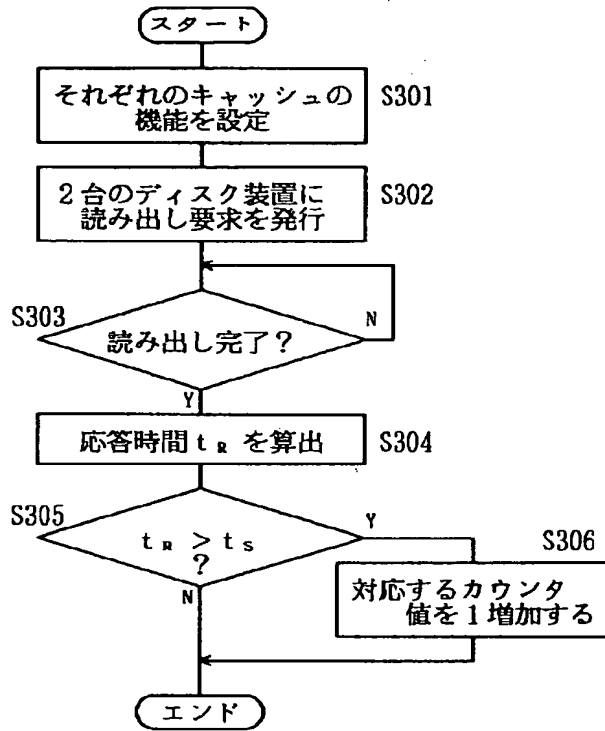 スタート
それぞれのキャッシュの
機能を設定
S301
2台のディスク装置に
読み出し要求を発行
S302
S303
読み出し完了?
N
Y
応答時間tRを算出
S304
S305
tR>tS
?
Y
N
S306
対応するカウンタ
値を1増加する
エンド